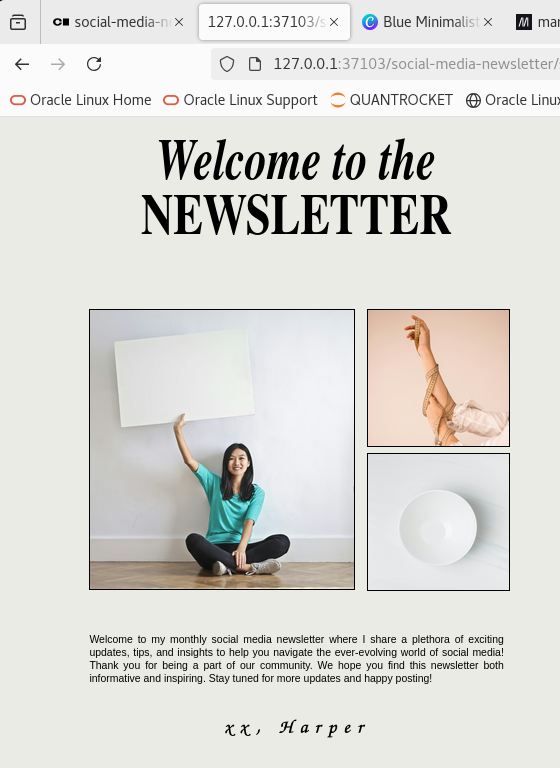 social-media-n
127.0.0.1:37103/s
Blue Minimalist
mar
127.0.0.1:37103/social-media-newsletter/
Oracle Linux Home
Oracle Linux Support
QUANTROCKET
Oracle Linu
Welcome to the
NEWSLETTER
Welcome to my monthly social media newsletter where I share a plethora of exciting
updates, tips, and insights to help you navigate the ever-evolving world of social media!
Thank you for being a part of our community. We hope you find this newsletter both
informative and inspiring. Stay tuned for more updates and happy posting!
xx, Harper